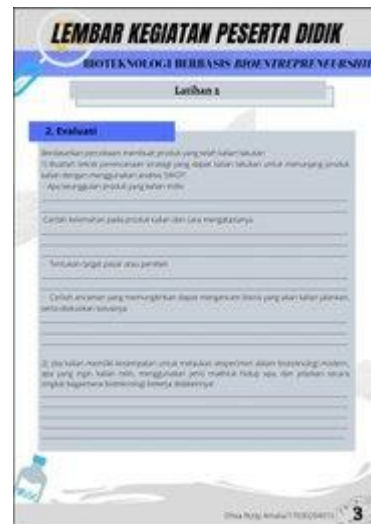 LEMBAR KEGIATAN PESERTA DIDIK
BIOTEKNOLOGI BERBASIS BIOENTREPRENEURSHIP
Latihan 1
2. Evaluasi
Berdasarkan percobaan membuat produk yang telah kalian lakukan
1) Buatlah teknik perencanaan strategi yang dapat kalian lakukan untuk menunjang produk
kalian dengan menggunakan analisis SWOT!
Apa keunggulan produk yang kalian miliki
Carilah kelemahan pada produk kalian dan cara mengatasinya
Tentukan target pasar atau pembeli
Carilah ancaman yang memungkinkan dapat mengancam bisnis yang akan kalian jalankan,
serta diskusikan solusinya
2) Jika kalian memiliki kesempatan untuk melakukan eksperimen dalam bioteknologi modern,
apa yang ingin kalian teliti, menggunakan jenis makhluk hidup apa, dan jelaskan secara
singkat bagaimana bioteknologi bekerja didalamnya!
3